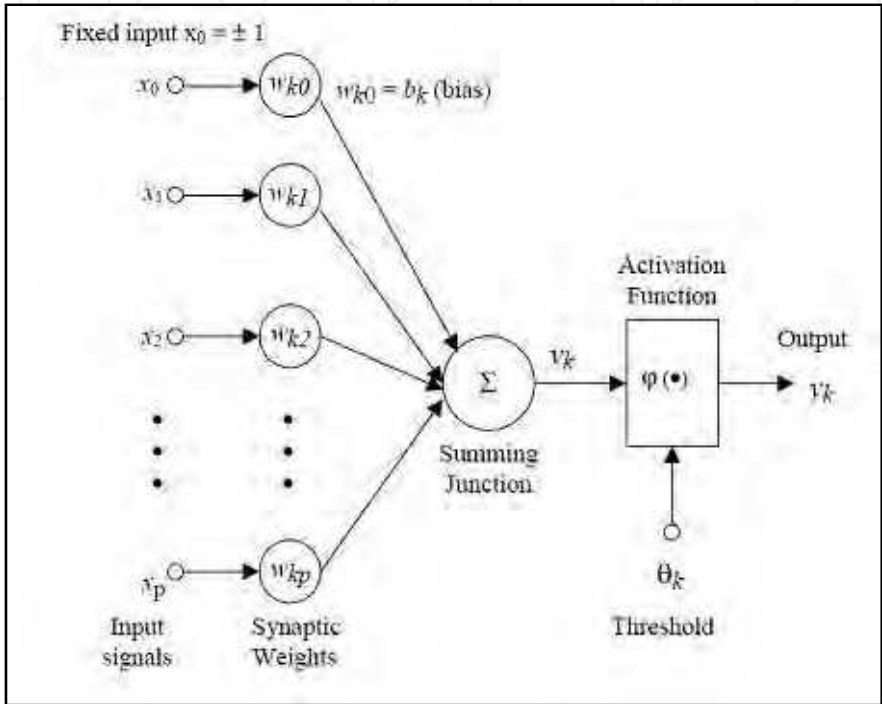 Fixed input x₀ = ± 1
x₀
wk0
wk0 = bk (bias)
x₁
wk1
x₂
wk2
xp
wkp
Input
signals
Synaptic
Weights
Σ
Summing
Junction
vk
Activation
Function
φ (•)
Output
yk
θk
Threshold